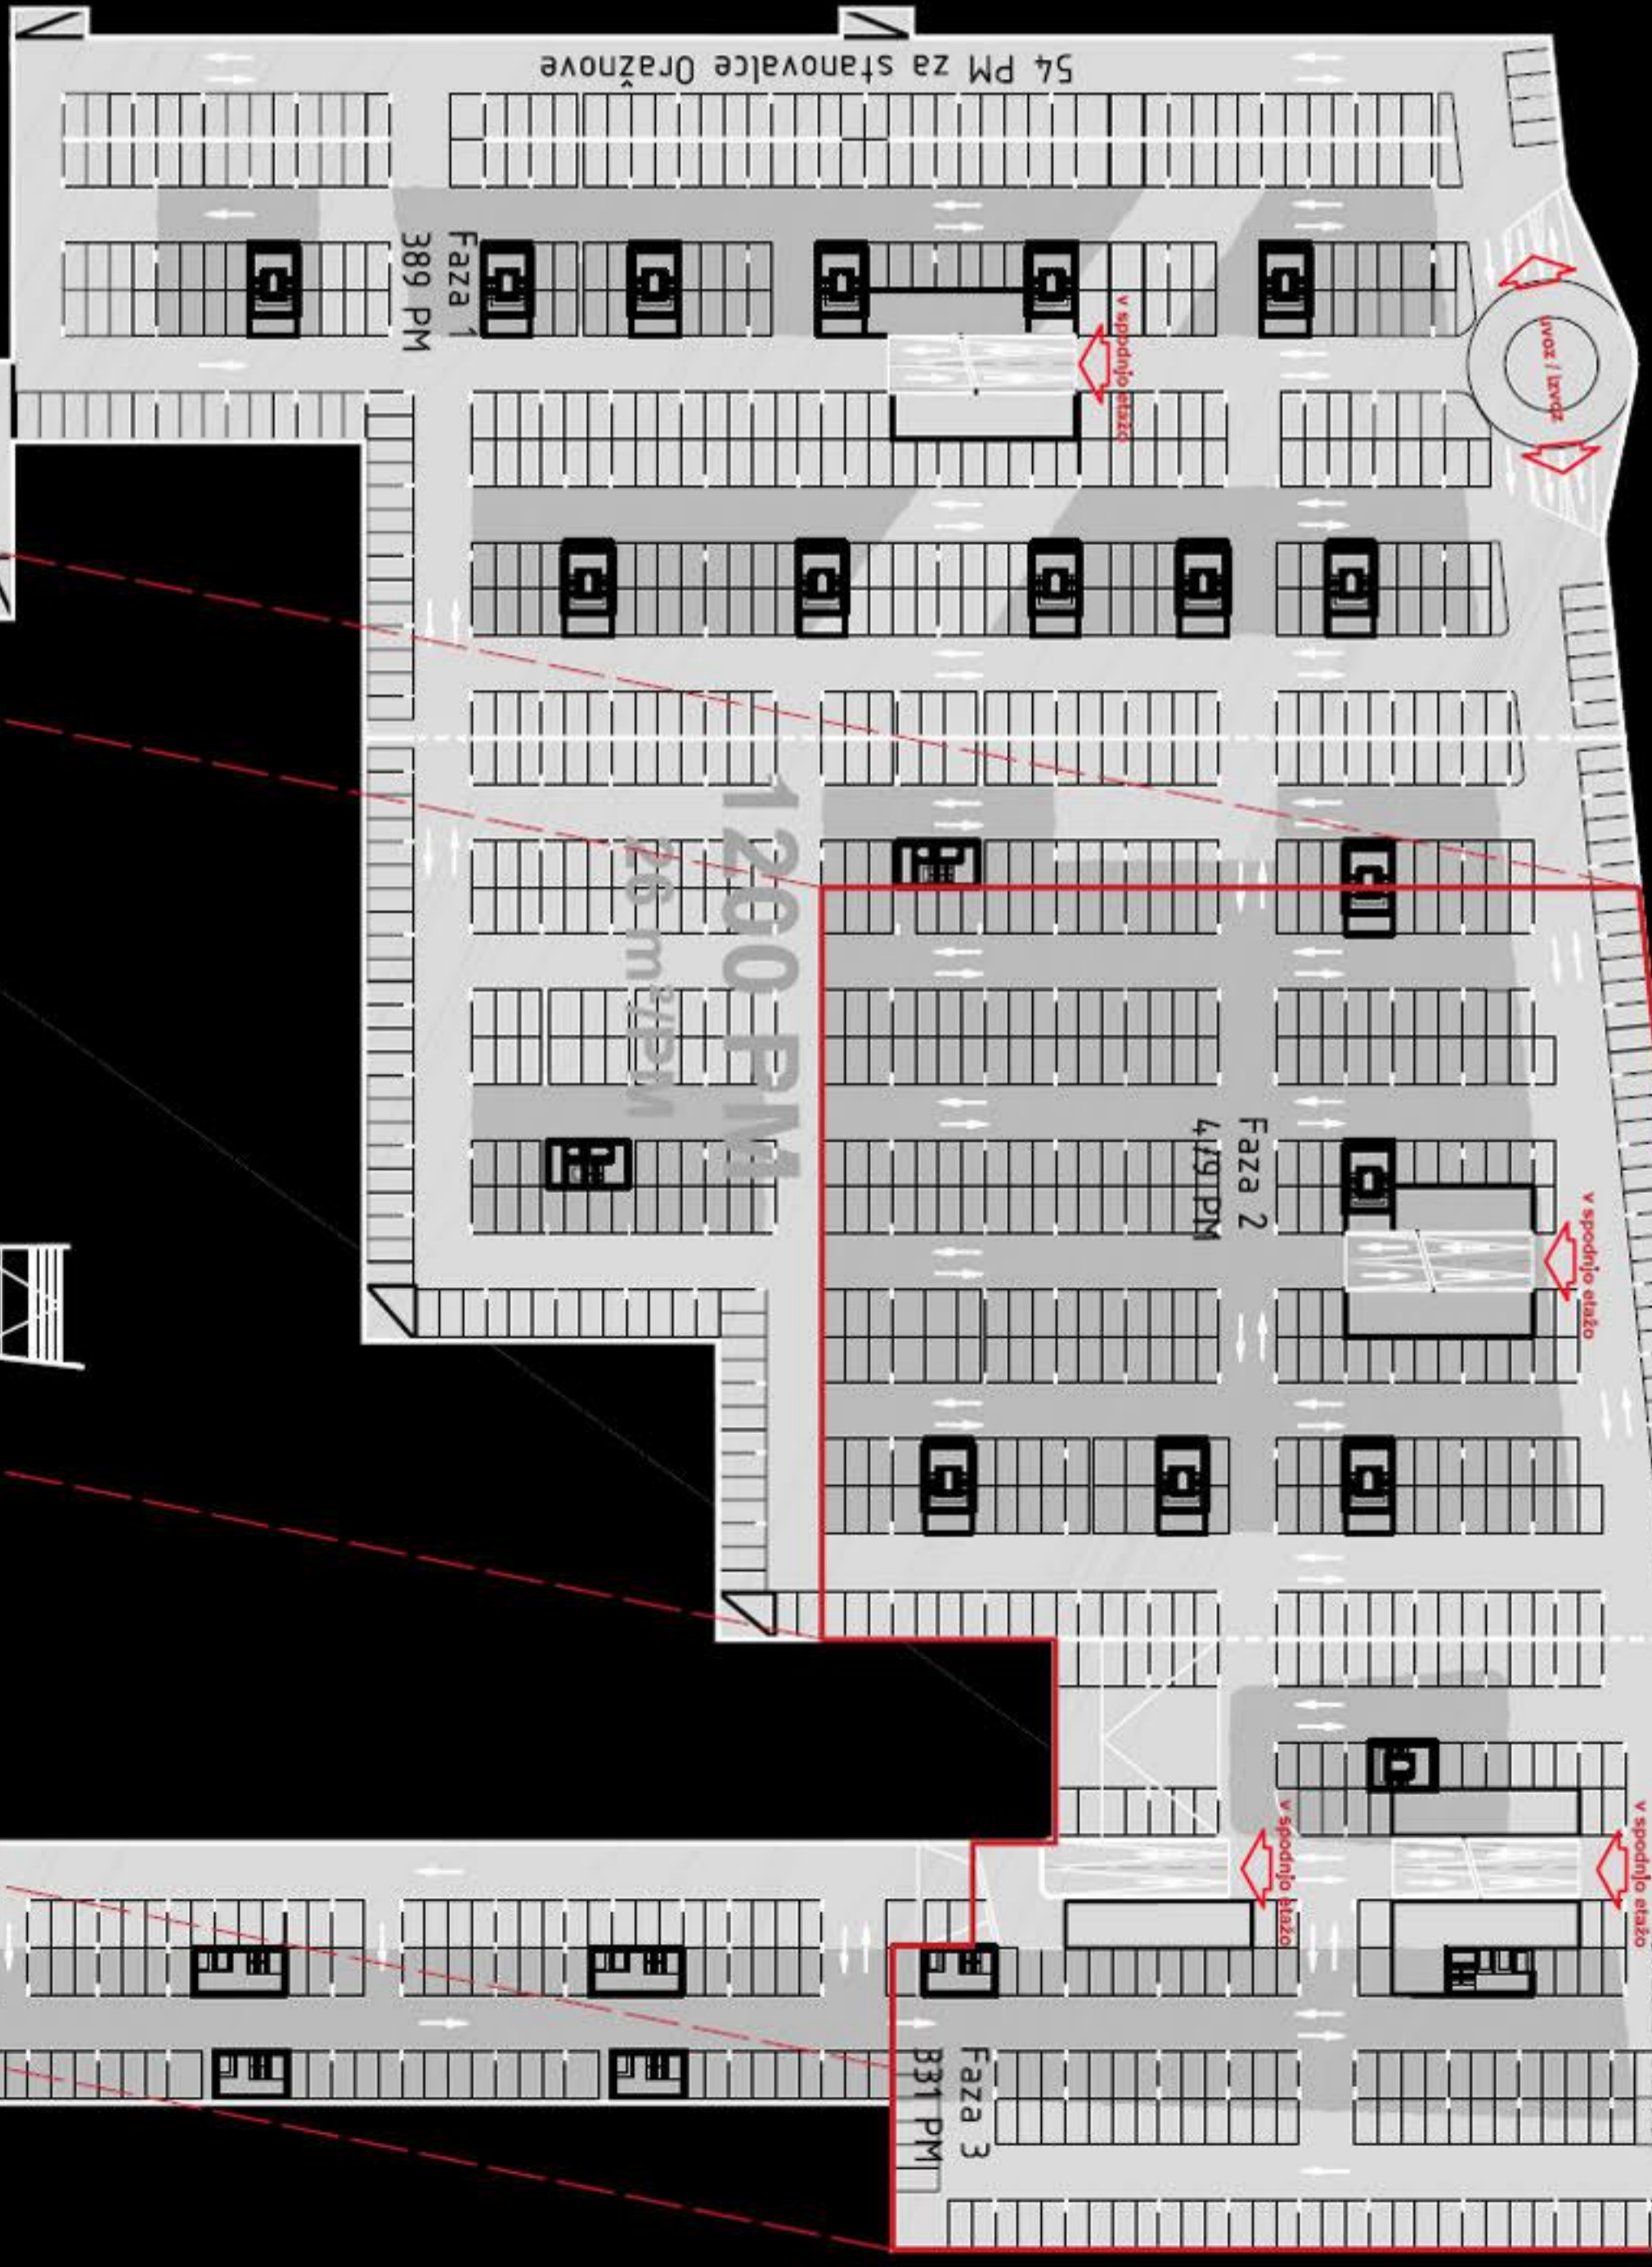 54 PM za stanovalce Oražnove
Faza 1
389 PM
v spodnjo etažo
uvoz / izvoz
1200 PM
26 m²/PM
Faza 2
479 PM
v spodnjo etažo
v spodnjo etažo
v spodnjo etažo
Faza 3
331 PM